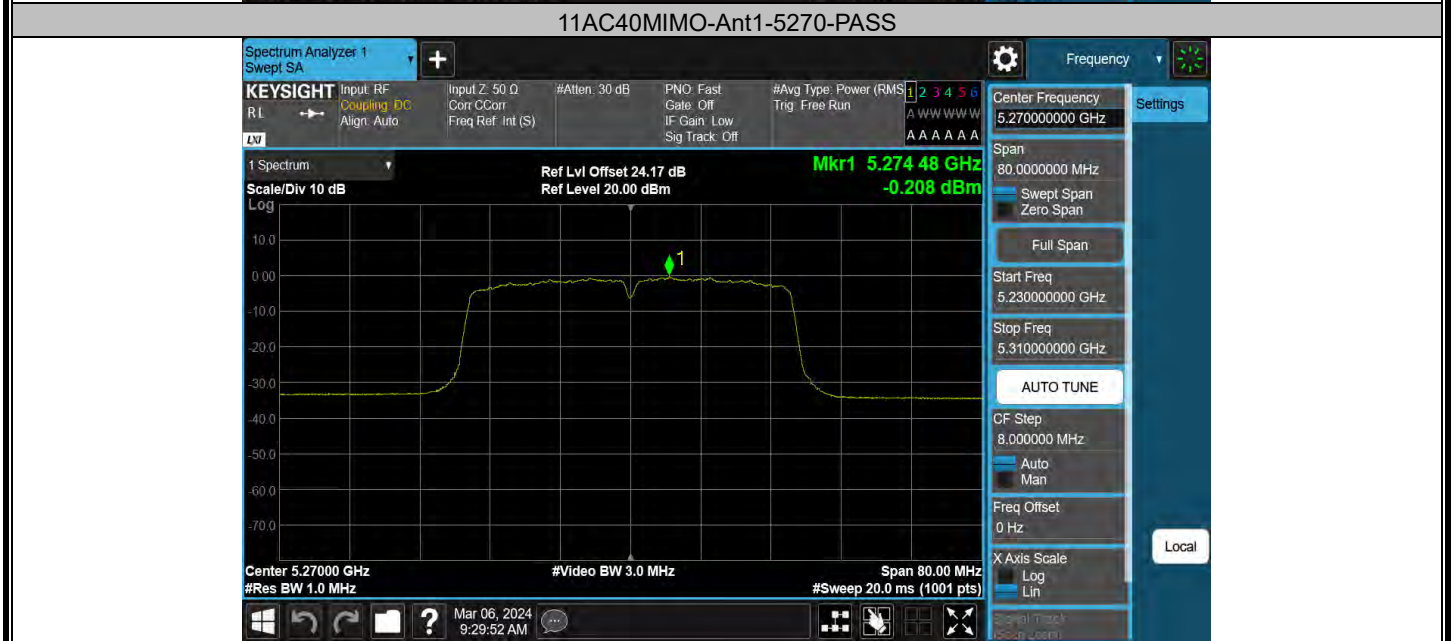 11AC40MIMO-Ant1-5270-PASS
Spectrum Analyzer 1
Swept SA
+
Frequency
KEYSIGHT
RL
LXI
Input: RF
Coupling: DC
Align: Auto
Input Z: 50 Ω
Corr CCorr
Freq Ref: Int (S)
#Atten: 30 dB
PNO: Fast
Gate: Off
IF Gain: Low
Sig Track: Off
#Avg Type: Power (RMS
Trig: Free Run
1 2 3 4 5 6
A W W W W W
A A A A A A
1 Spectrum
Scale/Div 10 dB
Log
Ref Lvl Offset 24.17 dB
Ref Level 20.00 dBm
Mkr1 5.274 48 GHz
-0.208 dBm
1
10.0
0.00
-10.0
-20.0
-30.0
-40.0
-50.0
-60.0
-70.0
Center 5.27000 GHz
#Res BW 1.0 MHz
#Video BW 3.0 MHz
Span 80.00 MHz
#Sweep 20.0 ms (1001 pts)
?
Mar 06, 2024
9:29:52 AM
Center Frequency
5.270000000 GHz
Settings
Span
80.0000000 MHz
Swept Span
Zero Span
Full Span
Start Freq
5.230000000 GHz
Stop Freq
5.310000000 GHz
AUTO TUNE
CF Step
8.000000 MHz
Auto
Man
Freq Offset
0 Hz
X Axis Scale
Log
Lin
Local